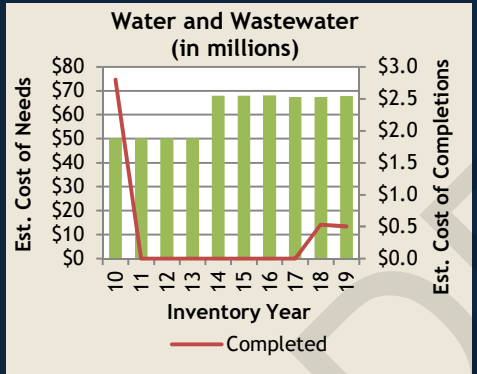 Water and Wastewater
(in millions)
Est. Cost of Needs
$80
$70
$60
$50
$40
$30
$20
$10
$0
$3.0
$2.5
$2.0
$1.5
$1.0
$0.5
$0.0
Est. Cost of Completions
10 11 12 13 14 15 16 17 18 19
Inventory Year
Completed